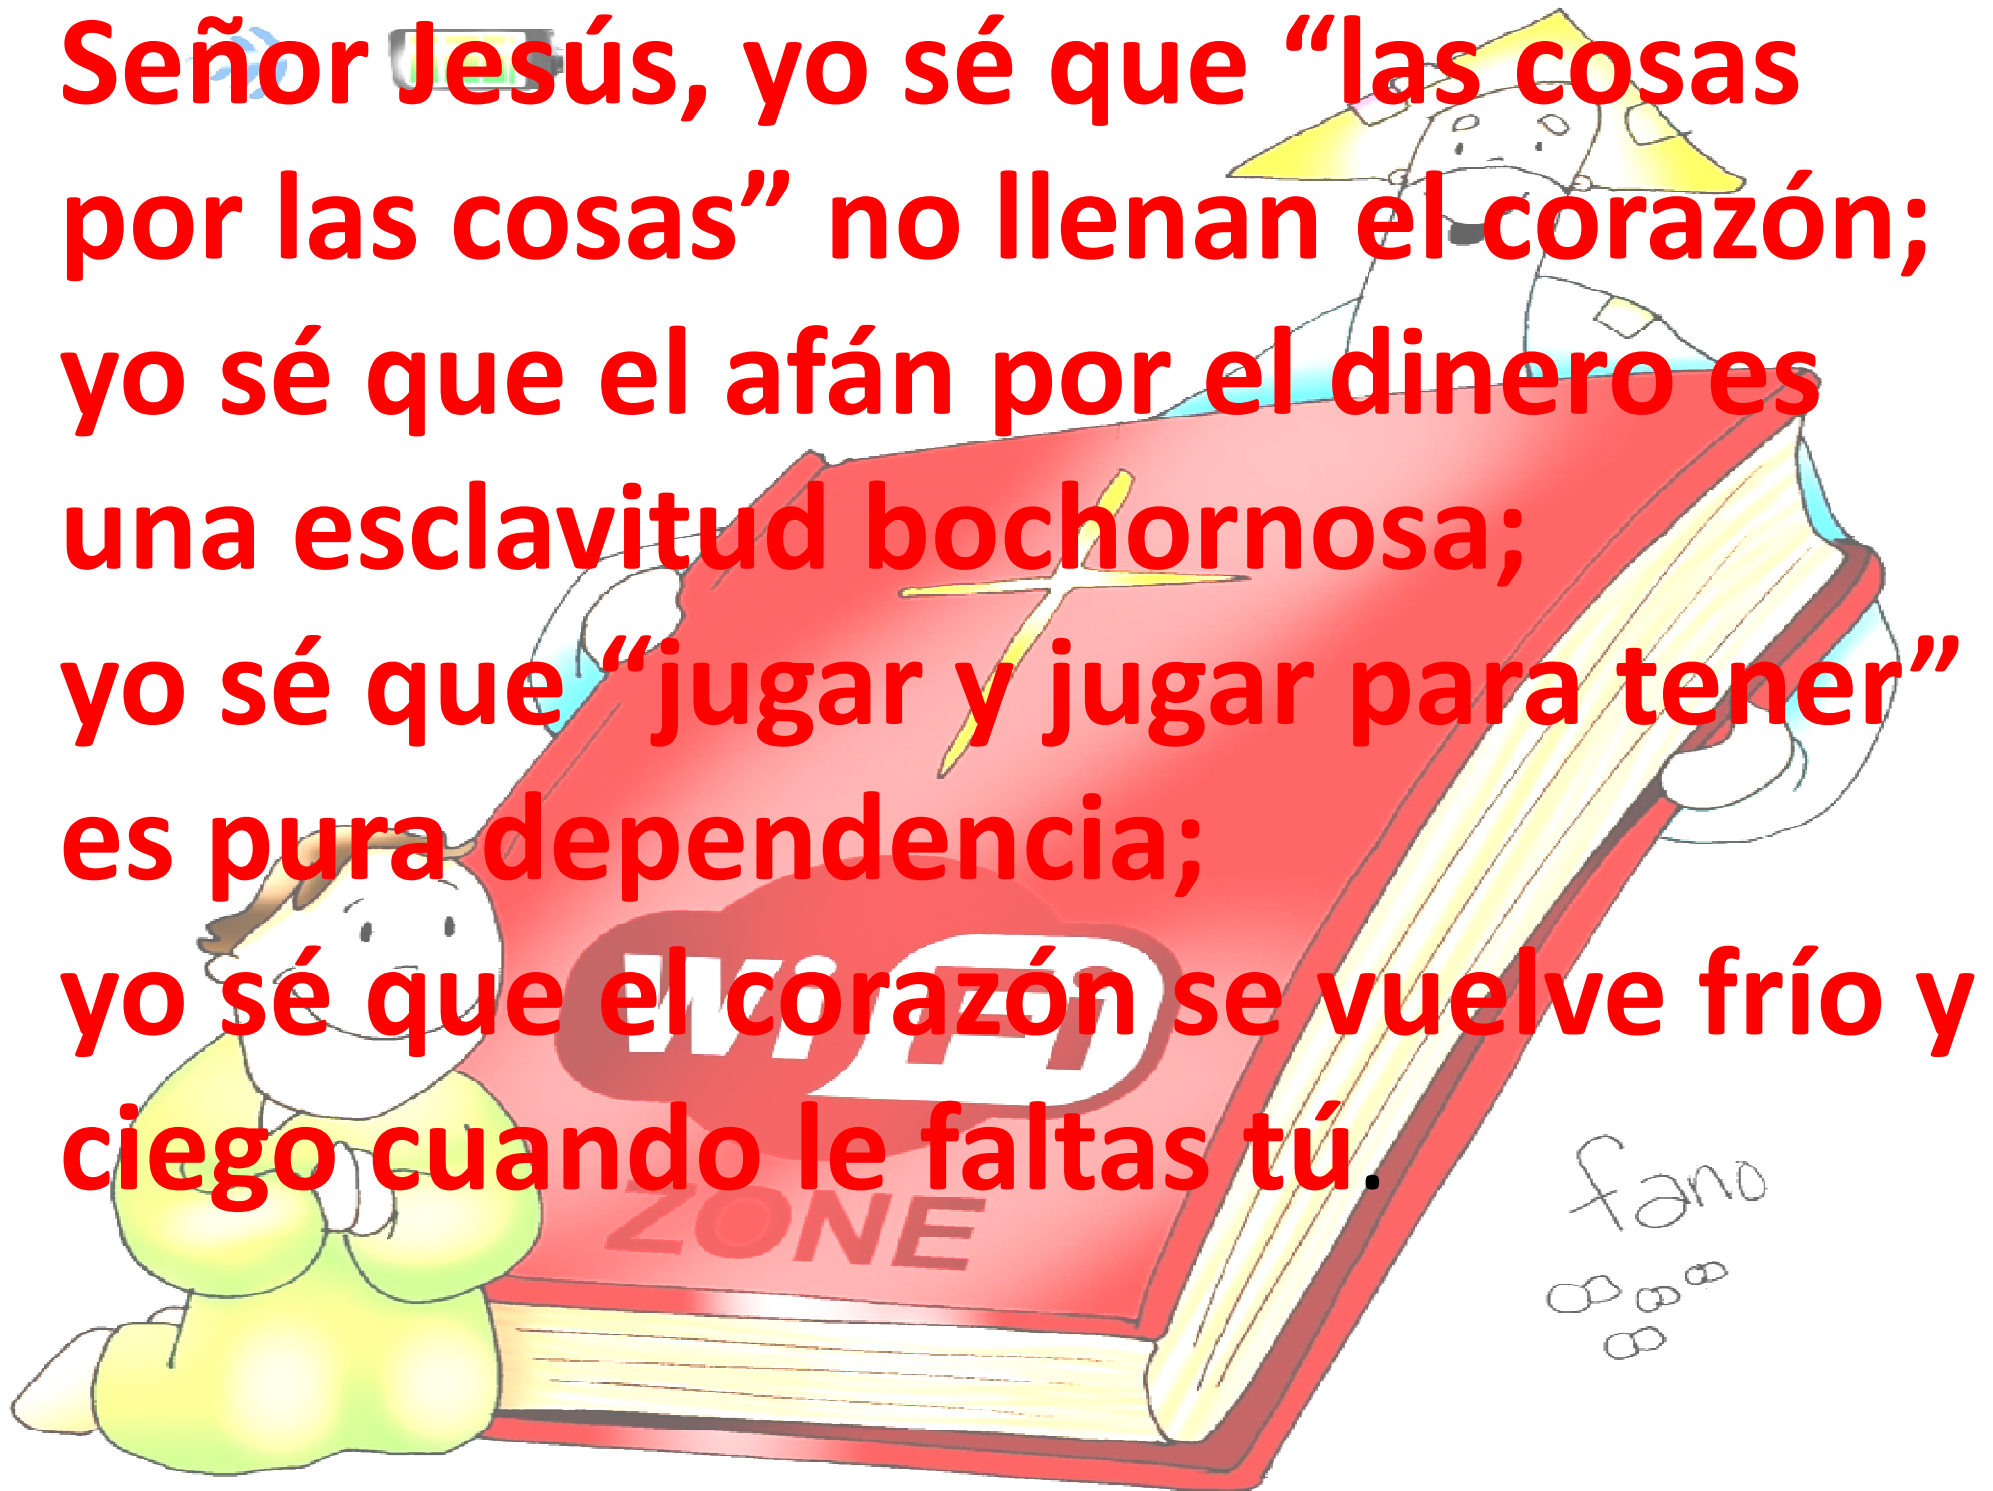 Señor Jesús, yo sé que “las cosas
por las cosas” no llenan el corazón;
yo sé que el afán por el dinero es
una esclavitud bochornosa;
yo sé que “jugar y jugar para tener”
es pura dependencia;
yo sé que el corazón se vuelve frío y
ciego cuando le faltas tú.
Wi Fi
ZONE
fano